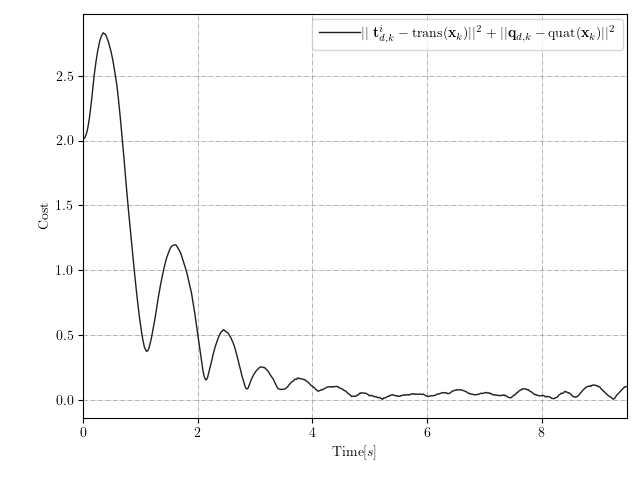 || t^i_{d,k} − trans(x_k)||² + ||q_{d,k} − quat(x_k)||²
2.5
2.0
1.5
1.0
0.5
0.0
Cost
0 2 4 6 8
Time[s]